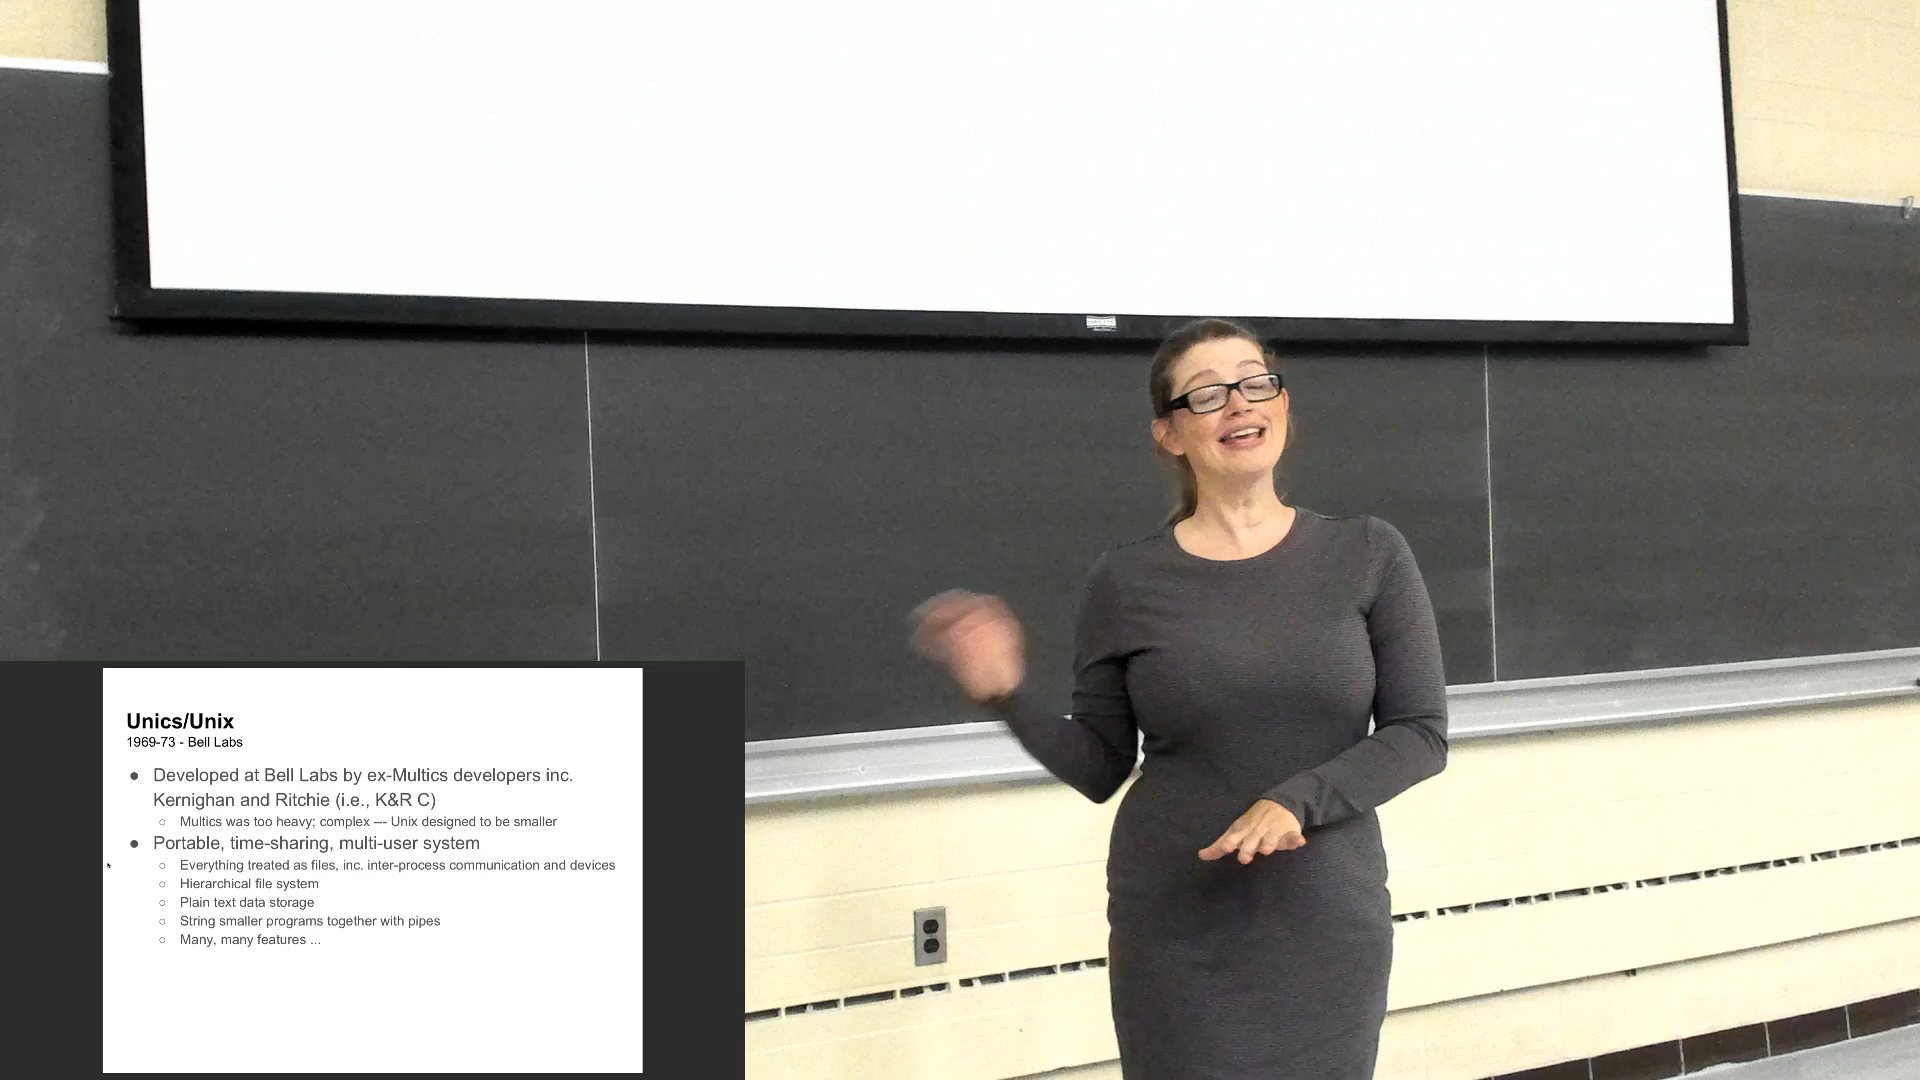 Unics/Unix
1969-73 - Bell Labs
● Developed at Bell Labs by ex-Multics developers inc.
Kernighan and Ritchie (i.e., K&R C)
○ Multics was too heavy; complex --- Unix designed to be smaller
● Portable, time-sharing, multi-user system
○ Everything treated as files, inc. inter-process communication and devices
○ Hierarchical file system
○ Plain text data storage
○ String smaller programs together with pipes
○ Many, many features ...